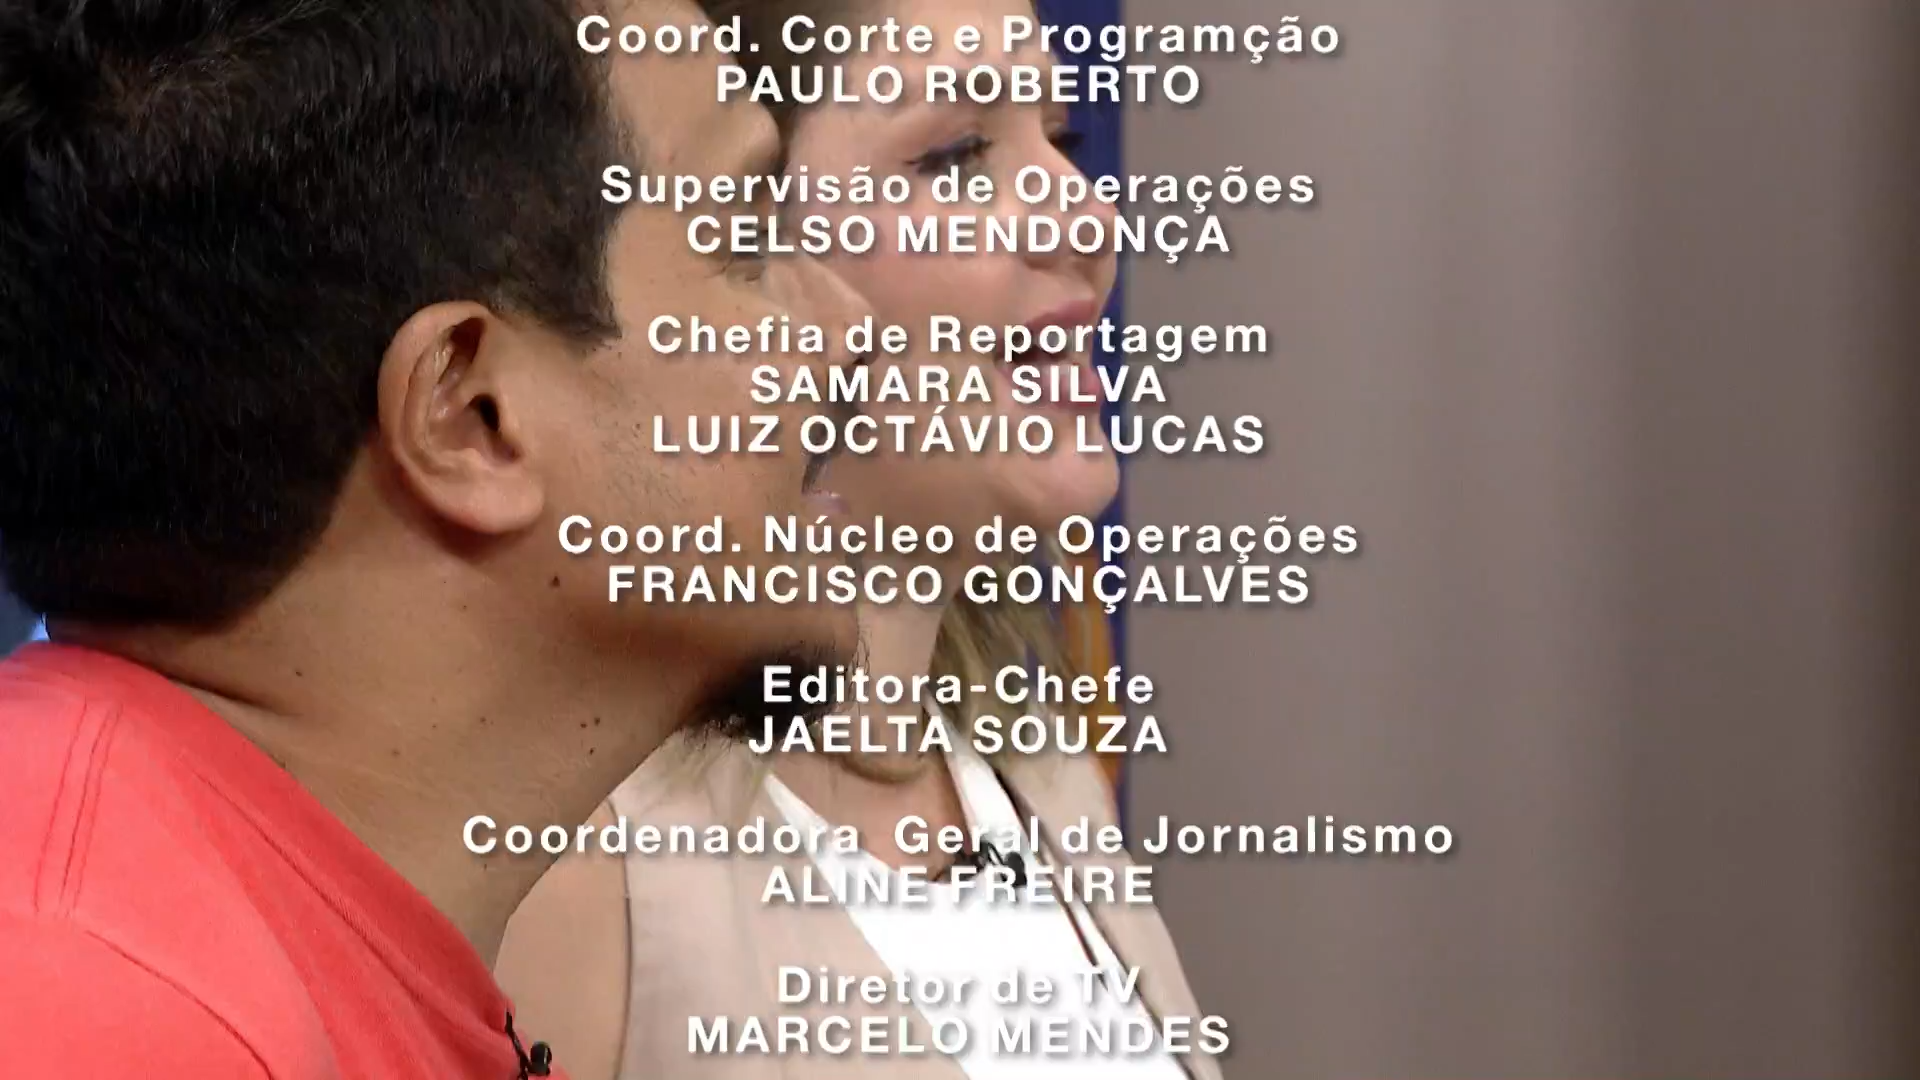 Coord. Corte e Programção
PAULO ROBERTO
Supervisão de Operações
CELSO MENDONÇA
Chefia de Reportagem
SAMARA SILVA
LUIZ OCTÁVIO LUCAS
Coord. Núcleo de Operações
FRANCISCO GONÇALVES
Editora-Chefe
JAELTA SOUZA
Coordenadora Geral de Jornalismo
ALINE FREIRE
Diretor de TV
MARCELO MENDES